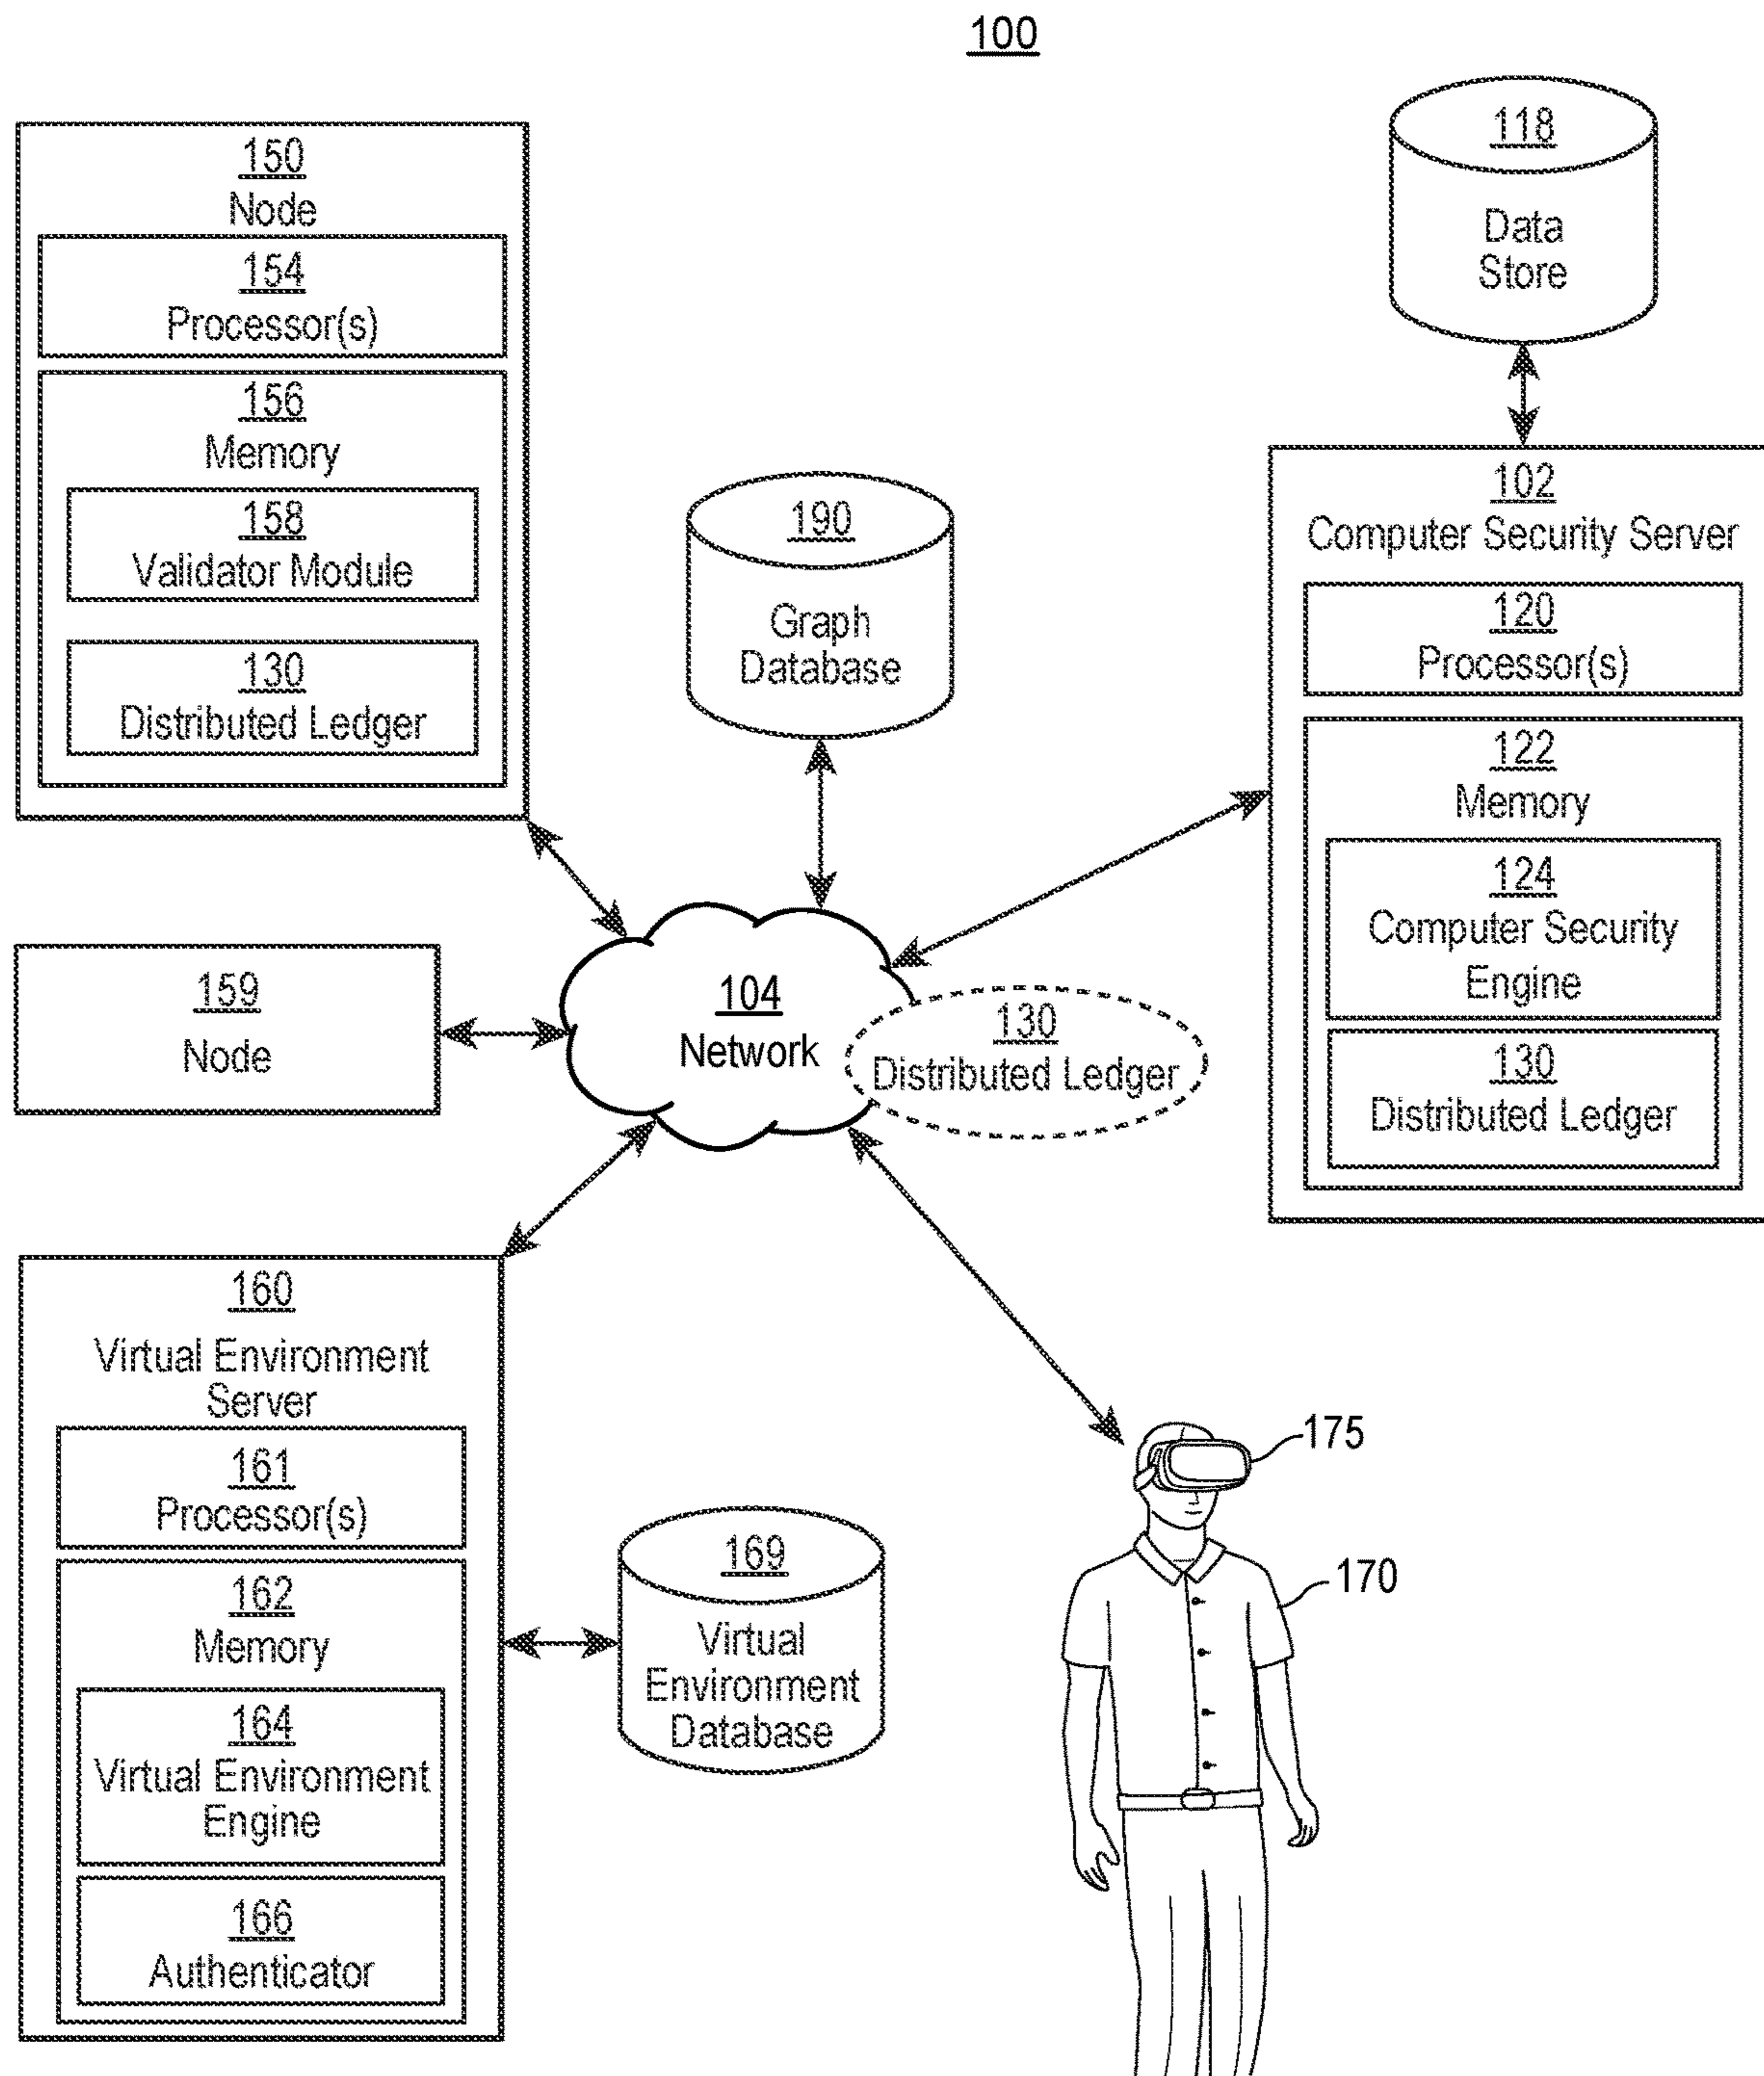 100
150
Node
154
Processor(s)
156
Memory
158
Validator Module
130
Distributed Ledger
118
Data
Store
190
Graph
Database
102
Computer Security Server
120
Processor(s)
122
Memory
124
Computer Security
Engine
130
Distributed Ledger
159
Node
104
Network
130
Distributed Ledger
160
Virtual Environment
Server
161
Processor(s)
162
Memory
164
Virtual Environment
Engine
166
Authenticator
169
Virtual
Environment
Database
175
170